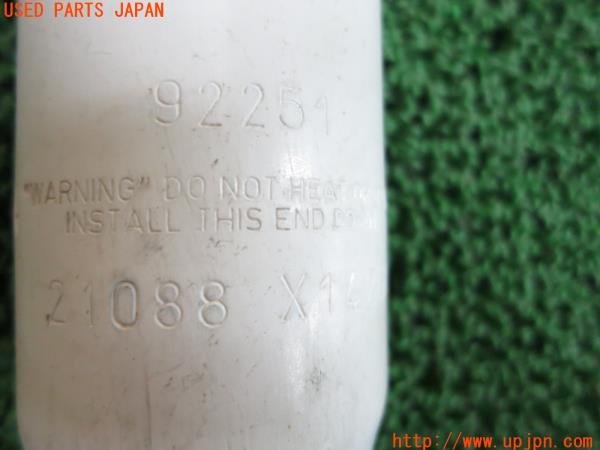 USED PARTS JAPAN
92251
"WARNING" DO NOT HEAT
INSTALL THIS END
21088 X14
http://www.upjpn.com/